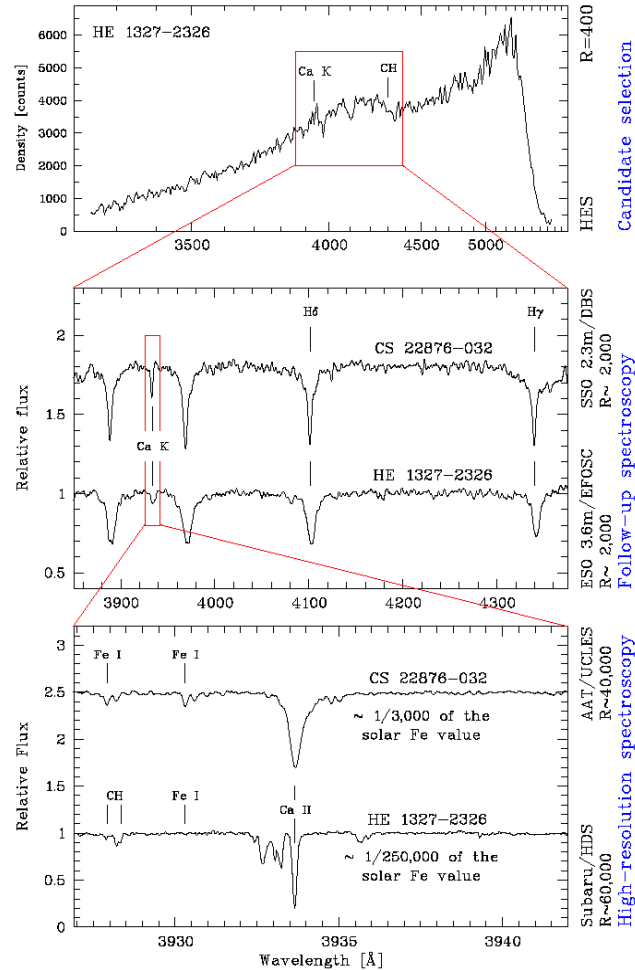 HE 1327-2326
Ca K
CH
Density [counts]
6000
5000
4000
3000
2000
1000
0
3500
4000
4500
5000
HES
R=400
Candidate selection
Hδ
Hγ
CS 22876-032
Ca K
HE 1327-2326
Relative flux
2
1.5
1
0.5
3900
4000
4100
4200
4300
SSO 2.3m/DBS
R~ 2,000
ESO 3.6m/EFOSC
R~ 2,000
Follow-up spectroscopy
Fe I
Fe I
CS 22876-032
~ 1/3,000 of the
solar Fe value
CH
Fe I
Ca II
HE 1327-2326
~ 1/250,000 of the
solar Fe value
Relative Flux
3
2.5
2
1.5
1
0.5
0
3930
3935
3940
Wavelength [Å]
AAT/UCLES
R~40,000
Subaru/HDS
R~60,000
High-resolution spectroscopy